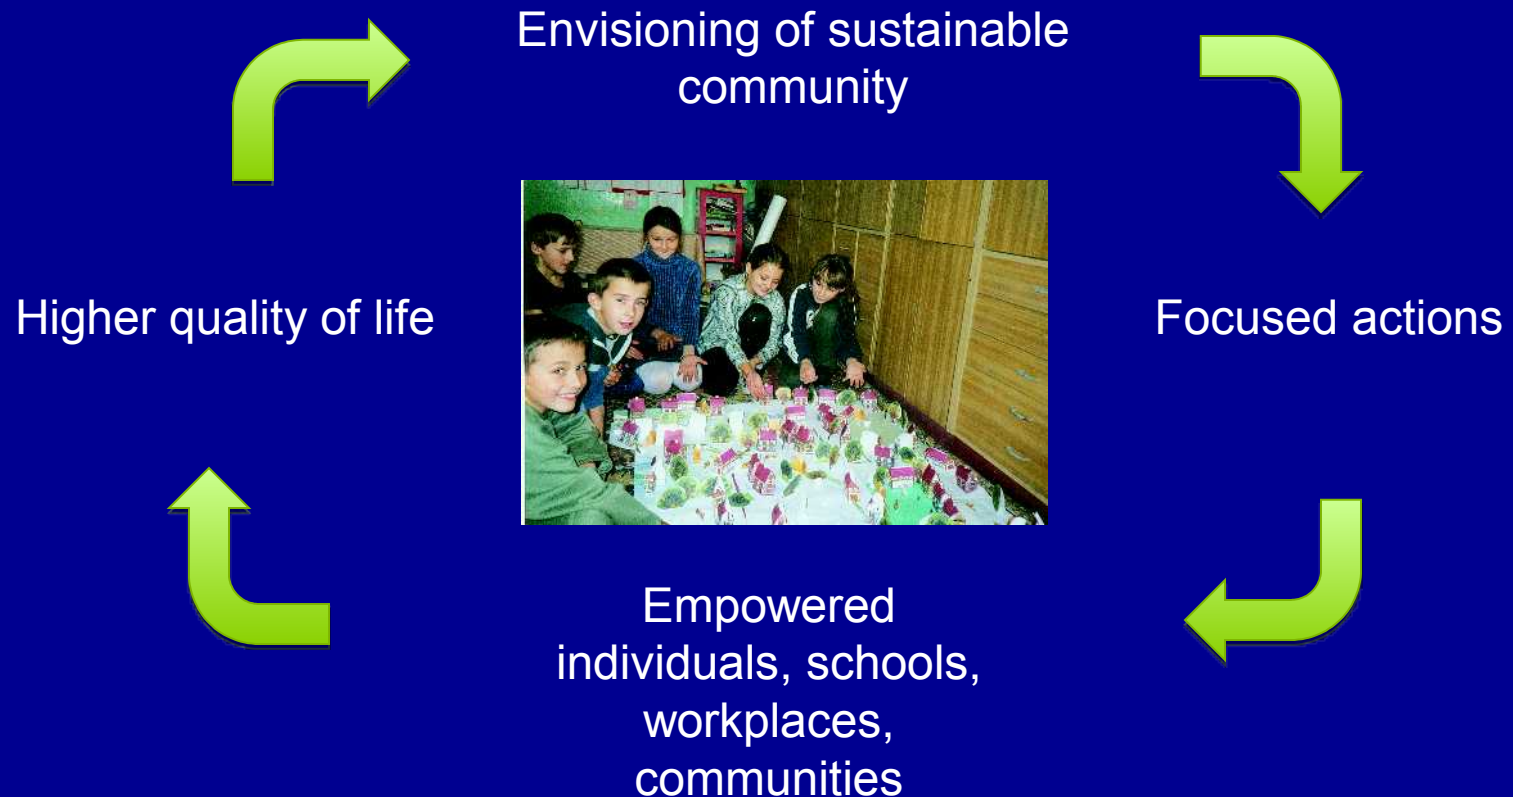 Envisioning of sustainable
community
Higher quality of life
Focused actions
Empowered
individuals, schools,
workplaces,
communities